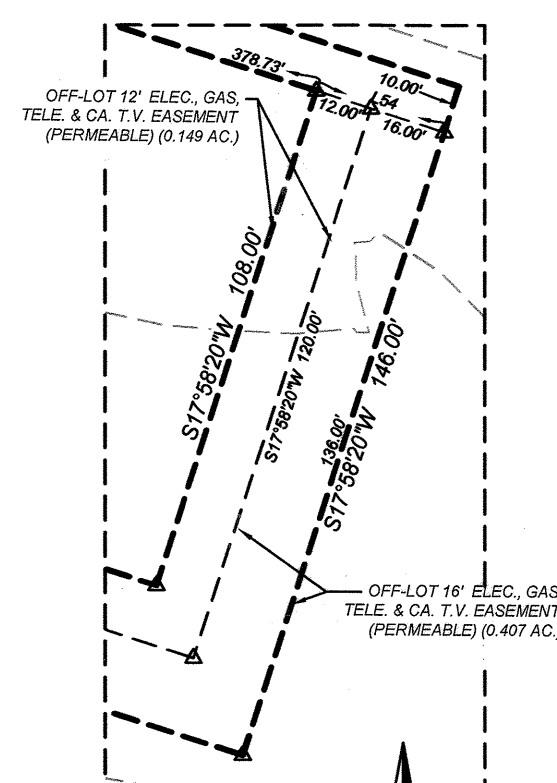 378.73'
10.00'
OFF-LOT 12' ELEC., GAS,
TELE. & CA. T.V. EASEMENT
(PERMEABLE) (0.149 AC.)
12.00'
54
16.00'
S17°58'20"W 108.00'
S17°58'20"W 120.00'
136.00'
S17°58'20"W 146.00'
OFF-LOT 16' ELEC., GAS
TELE. & CA. T.V. EASEMENT
(PERMEABLE) (0.407 AC.